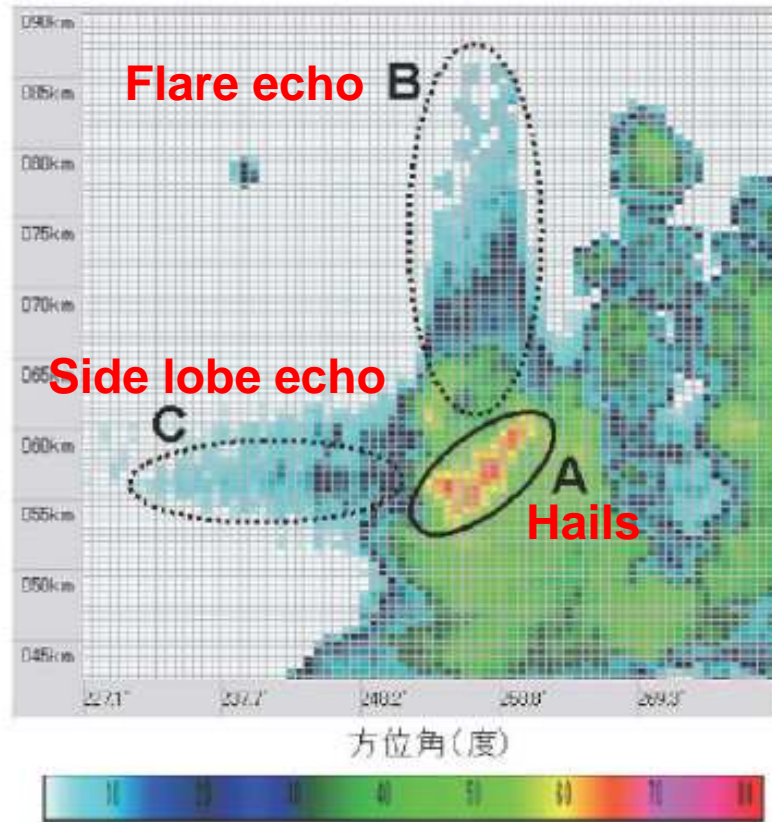 090km
Flare echo B
085km
080km
075km
070km
065km
Side lobe echo
C
060km
A
055km
Hails
050km
045km
227.1°
237.7°
248.2°
258.8°
269.3°
方位角(度)
10 20 30 40 50 60 70 80